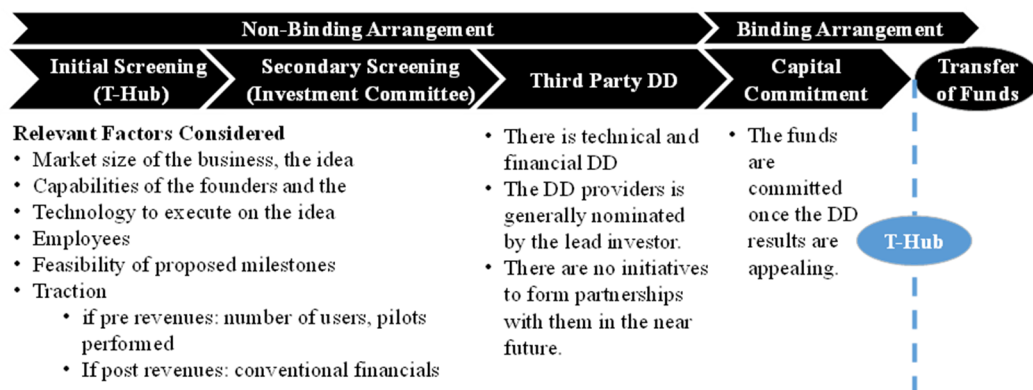 Non-Binding Arrangement
Binding Arrangement
Initial Screening
(T-Hub)
Secondary Screening
(Investment Committee)
Third Party DD
Capital
Commitment
Transfer
of Funds
Relevant Factors Considered
• Market size of the business, the idea
• Capabilities of the founders and the
• Technology to execute on the idea
• Employees
• Feasibility of proposed milestones
• Traction
• if pre revenues: number of users, pilots
performed
• If post revenues: conventional financials
• There is technical and
financial DD
• The DD providers is
generally nominated
by the lead investor.
• There are no initiatives
to form partnerships
with them in the near
future.
• The funds
are
committed
once the DD
results are
appealing.
T-Hub